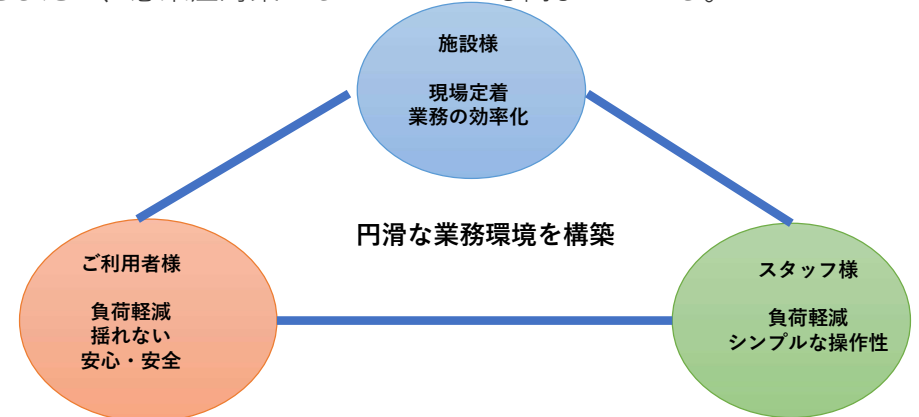 施設様
現場定着
業務の効率化
円滑な業務環境を構築
ご利用者様
負荷軽減
揺れない
安心・安全
スタッフ様
負荷軽減
シンプルな操作性